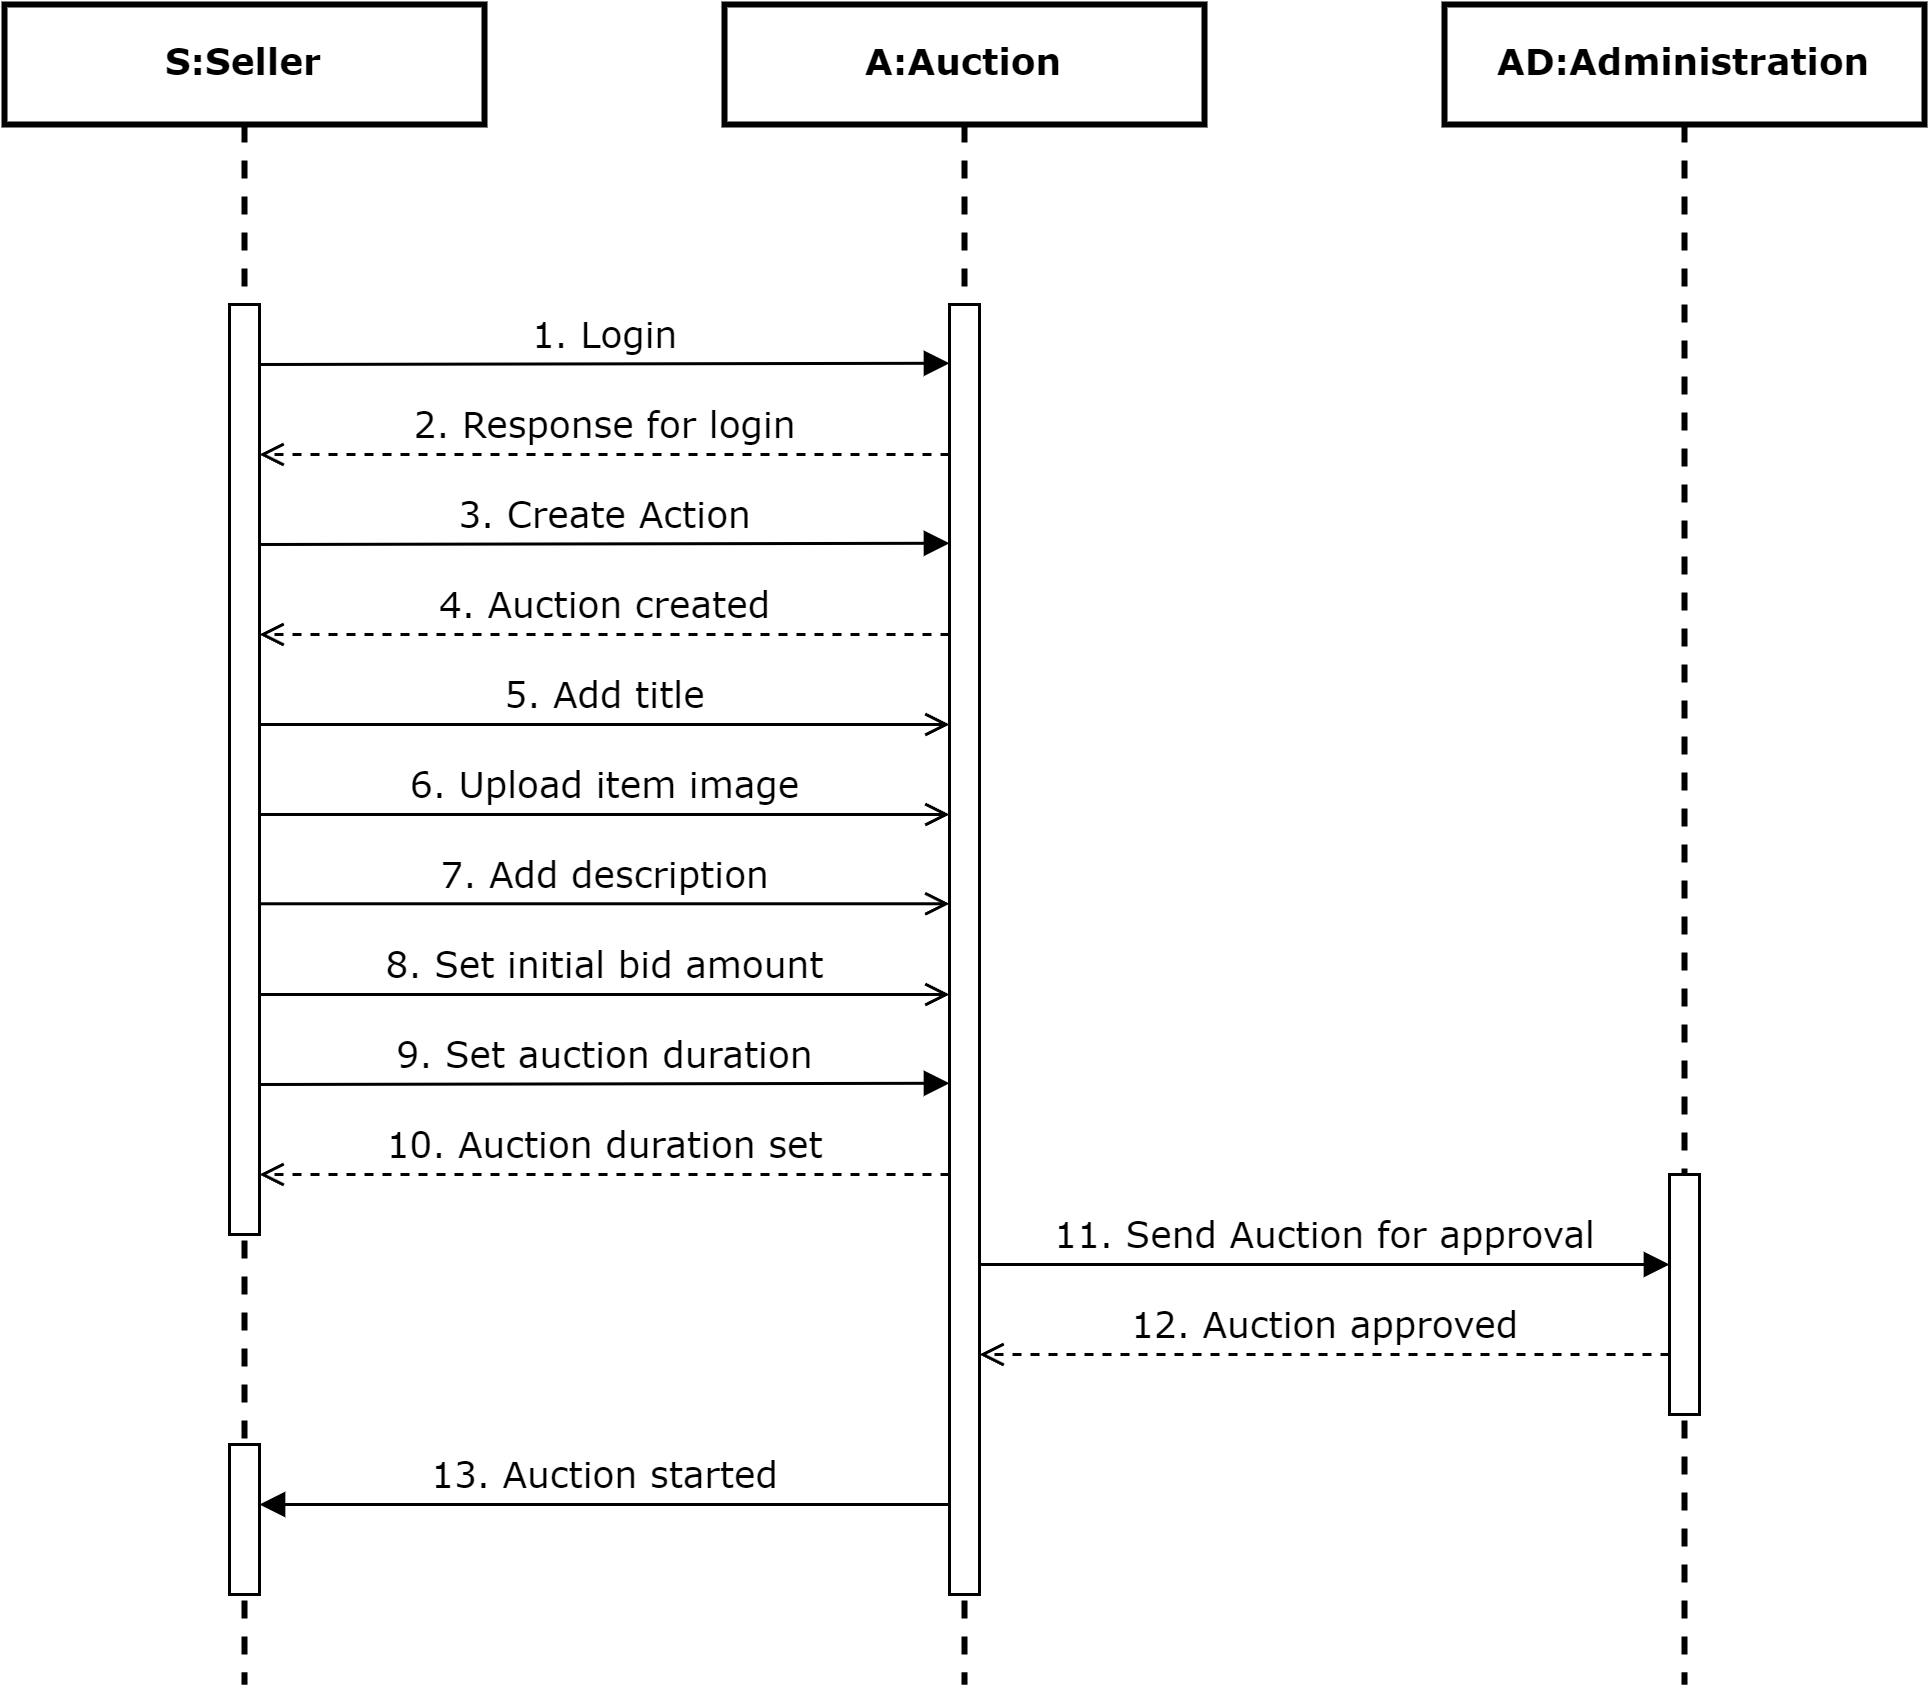 S:Seller
A:Auction
AD:Administration
1. Login
2. Response for login
3. Create Action
4. Auction created
5. Add title
6. Upload item image
7. Add description
8. Set initial bid amount
9. Set auction duration
10. Auction duration set
11. Send Auction for approval
12. Auction approved
13. Auction started